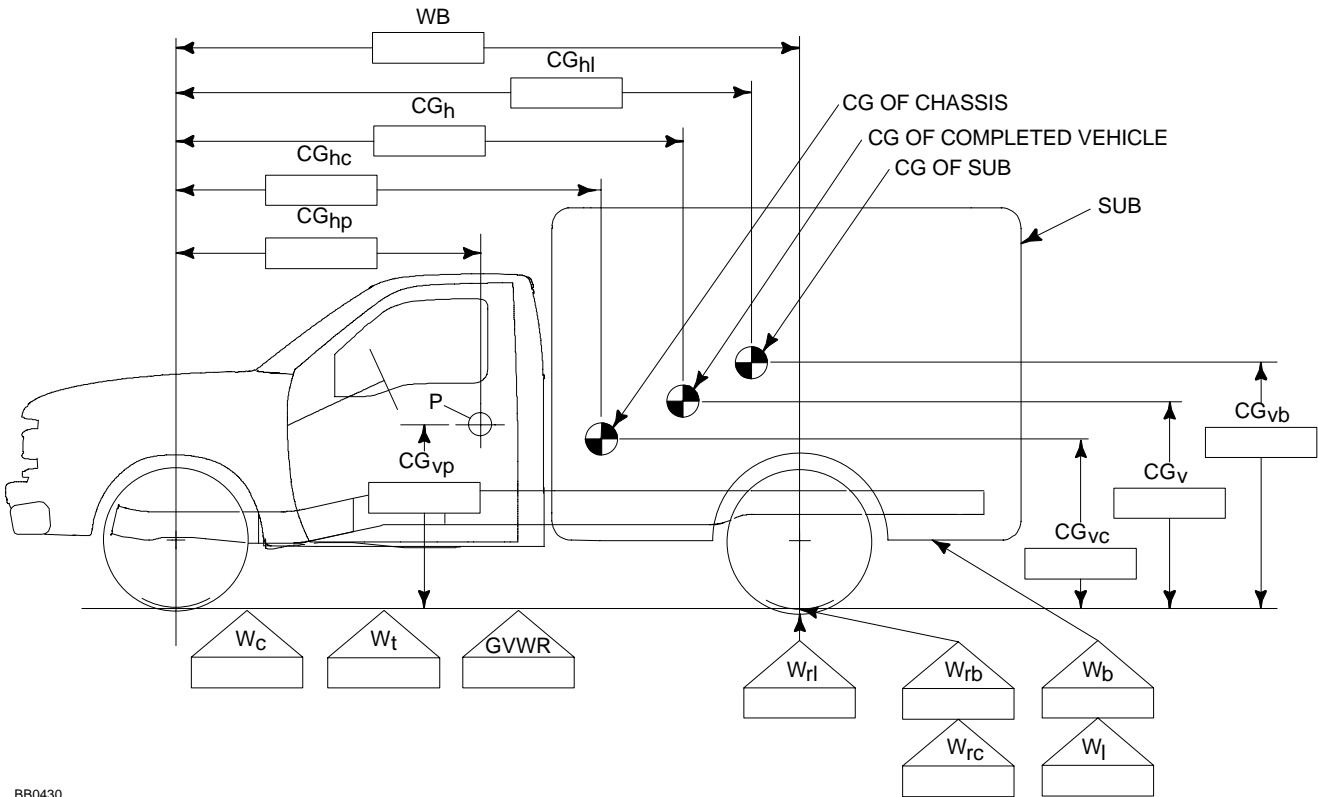 WB
CGhl
CG OF CHASSIS
CGh
CG OF COMPLETED VEHICLE
CGhc
CG OF SUB
CGhp
SUB
P
CGvp
CGvb
CGv
CGvc
Wc
Wt
GVWR
Wrl
Wrb
Wb
Wrc
Wl
BB0430